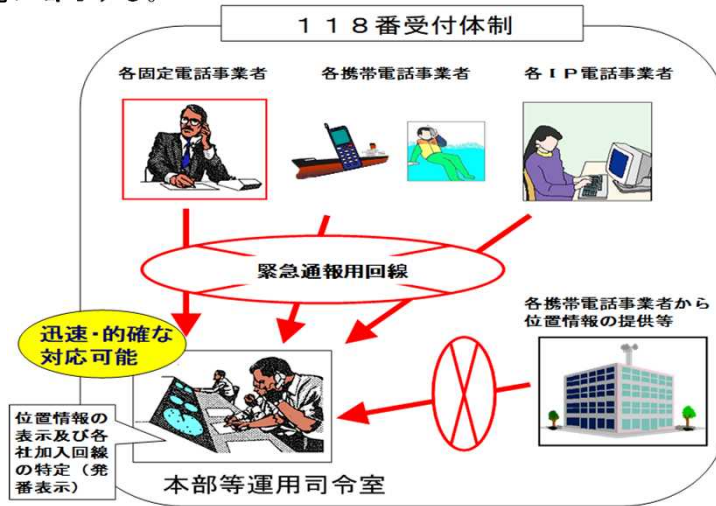 １１８番受付体制
各固定電話事業者
各携帯電話事業者
各ＩＰ電話事業者
緊急通報用回線
各携帯電話事業者から
位置情報の提供等
迅速・的確な
対応可能
位置情報の
表示及び各
社加入回線
の特定（発
番表示）
本部等運用司令室